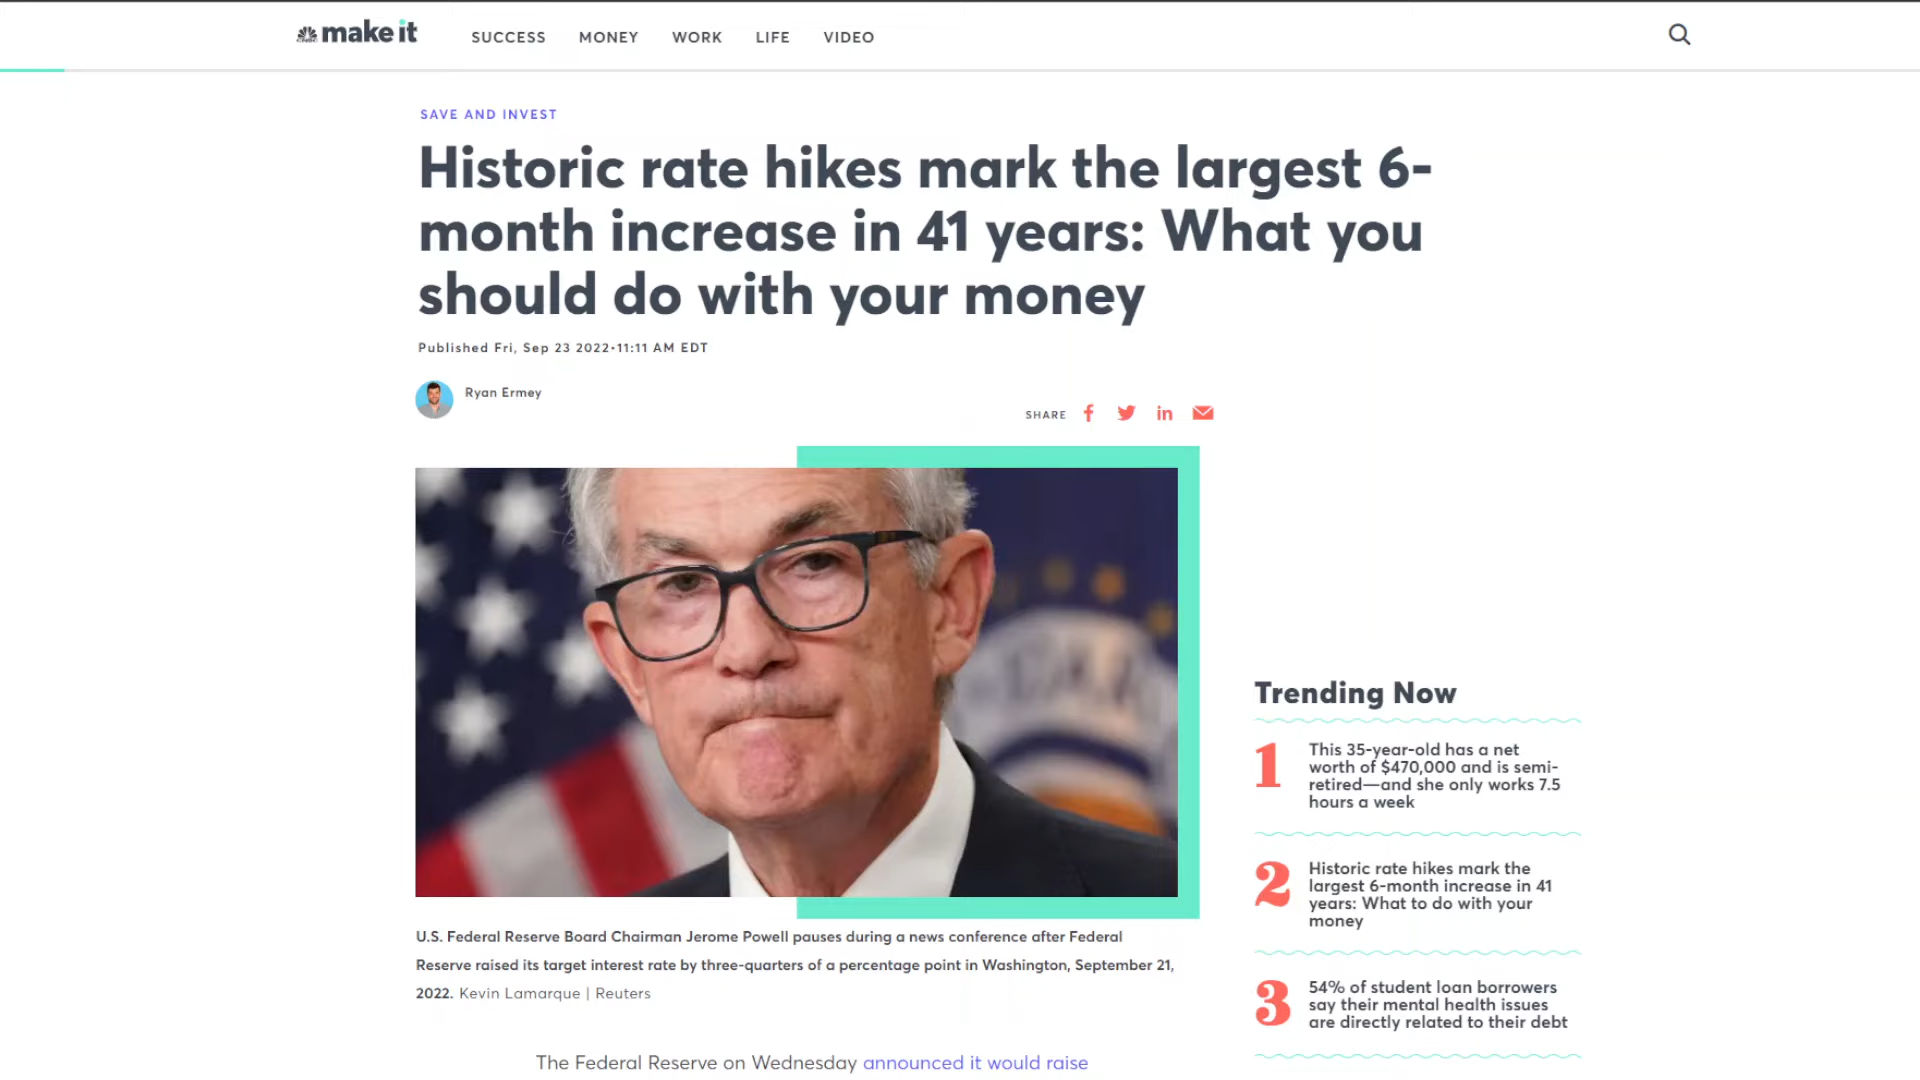 make it
SUCCESS MONEY WORK LIFE VIDEO
SAVE AND INVEST
Historic rate hikes mark the largest 6-
month increase in 41 years: What you
should do with your money
Published Fri, Sep 23 2022•11:11 AM EDT
Ryan Ermey
SHARE
U.S. Federal Reserve Board Chairman Jerome Powell pauses during a news conference after Federal
Reserve raised its target interest rate by three-quarters of a percentage point in Washington, September 21,
2022. Kevin Lamarque | Reuters
The Federal Reserve on Wednesday announced it would raise
Trending Now
1
This 35-year-old has a net
worth of $470,000 and is semi-
retired—and she only works 7.5
hours a week
2
Historic rate hikes mark the
largest 6-month increase in 41
years: What to do with your
money
3
54% of student loan borrowers
say their mental health issues
are directly related to their debt